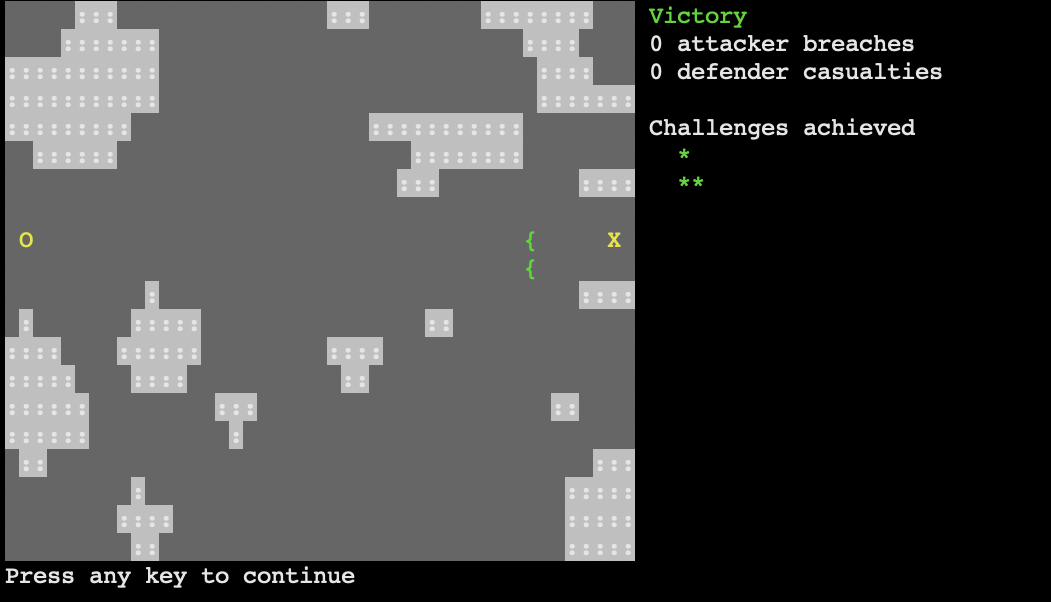 Victory
0 attacker breaches
0 defender casualties
Challenges achieved
*
**
O { X
{
Press any key to continue